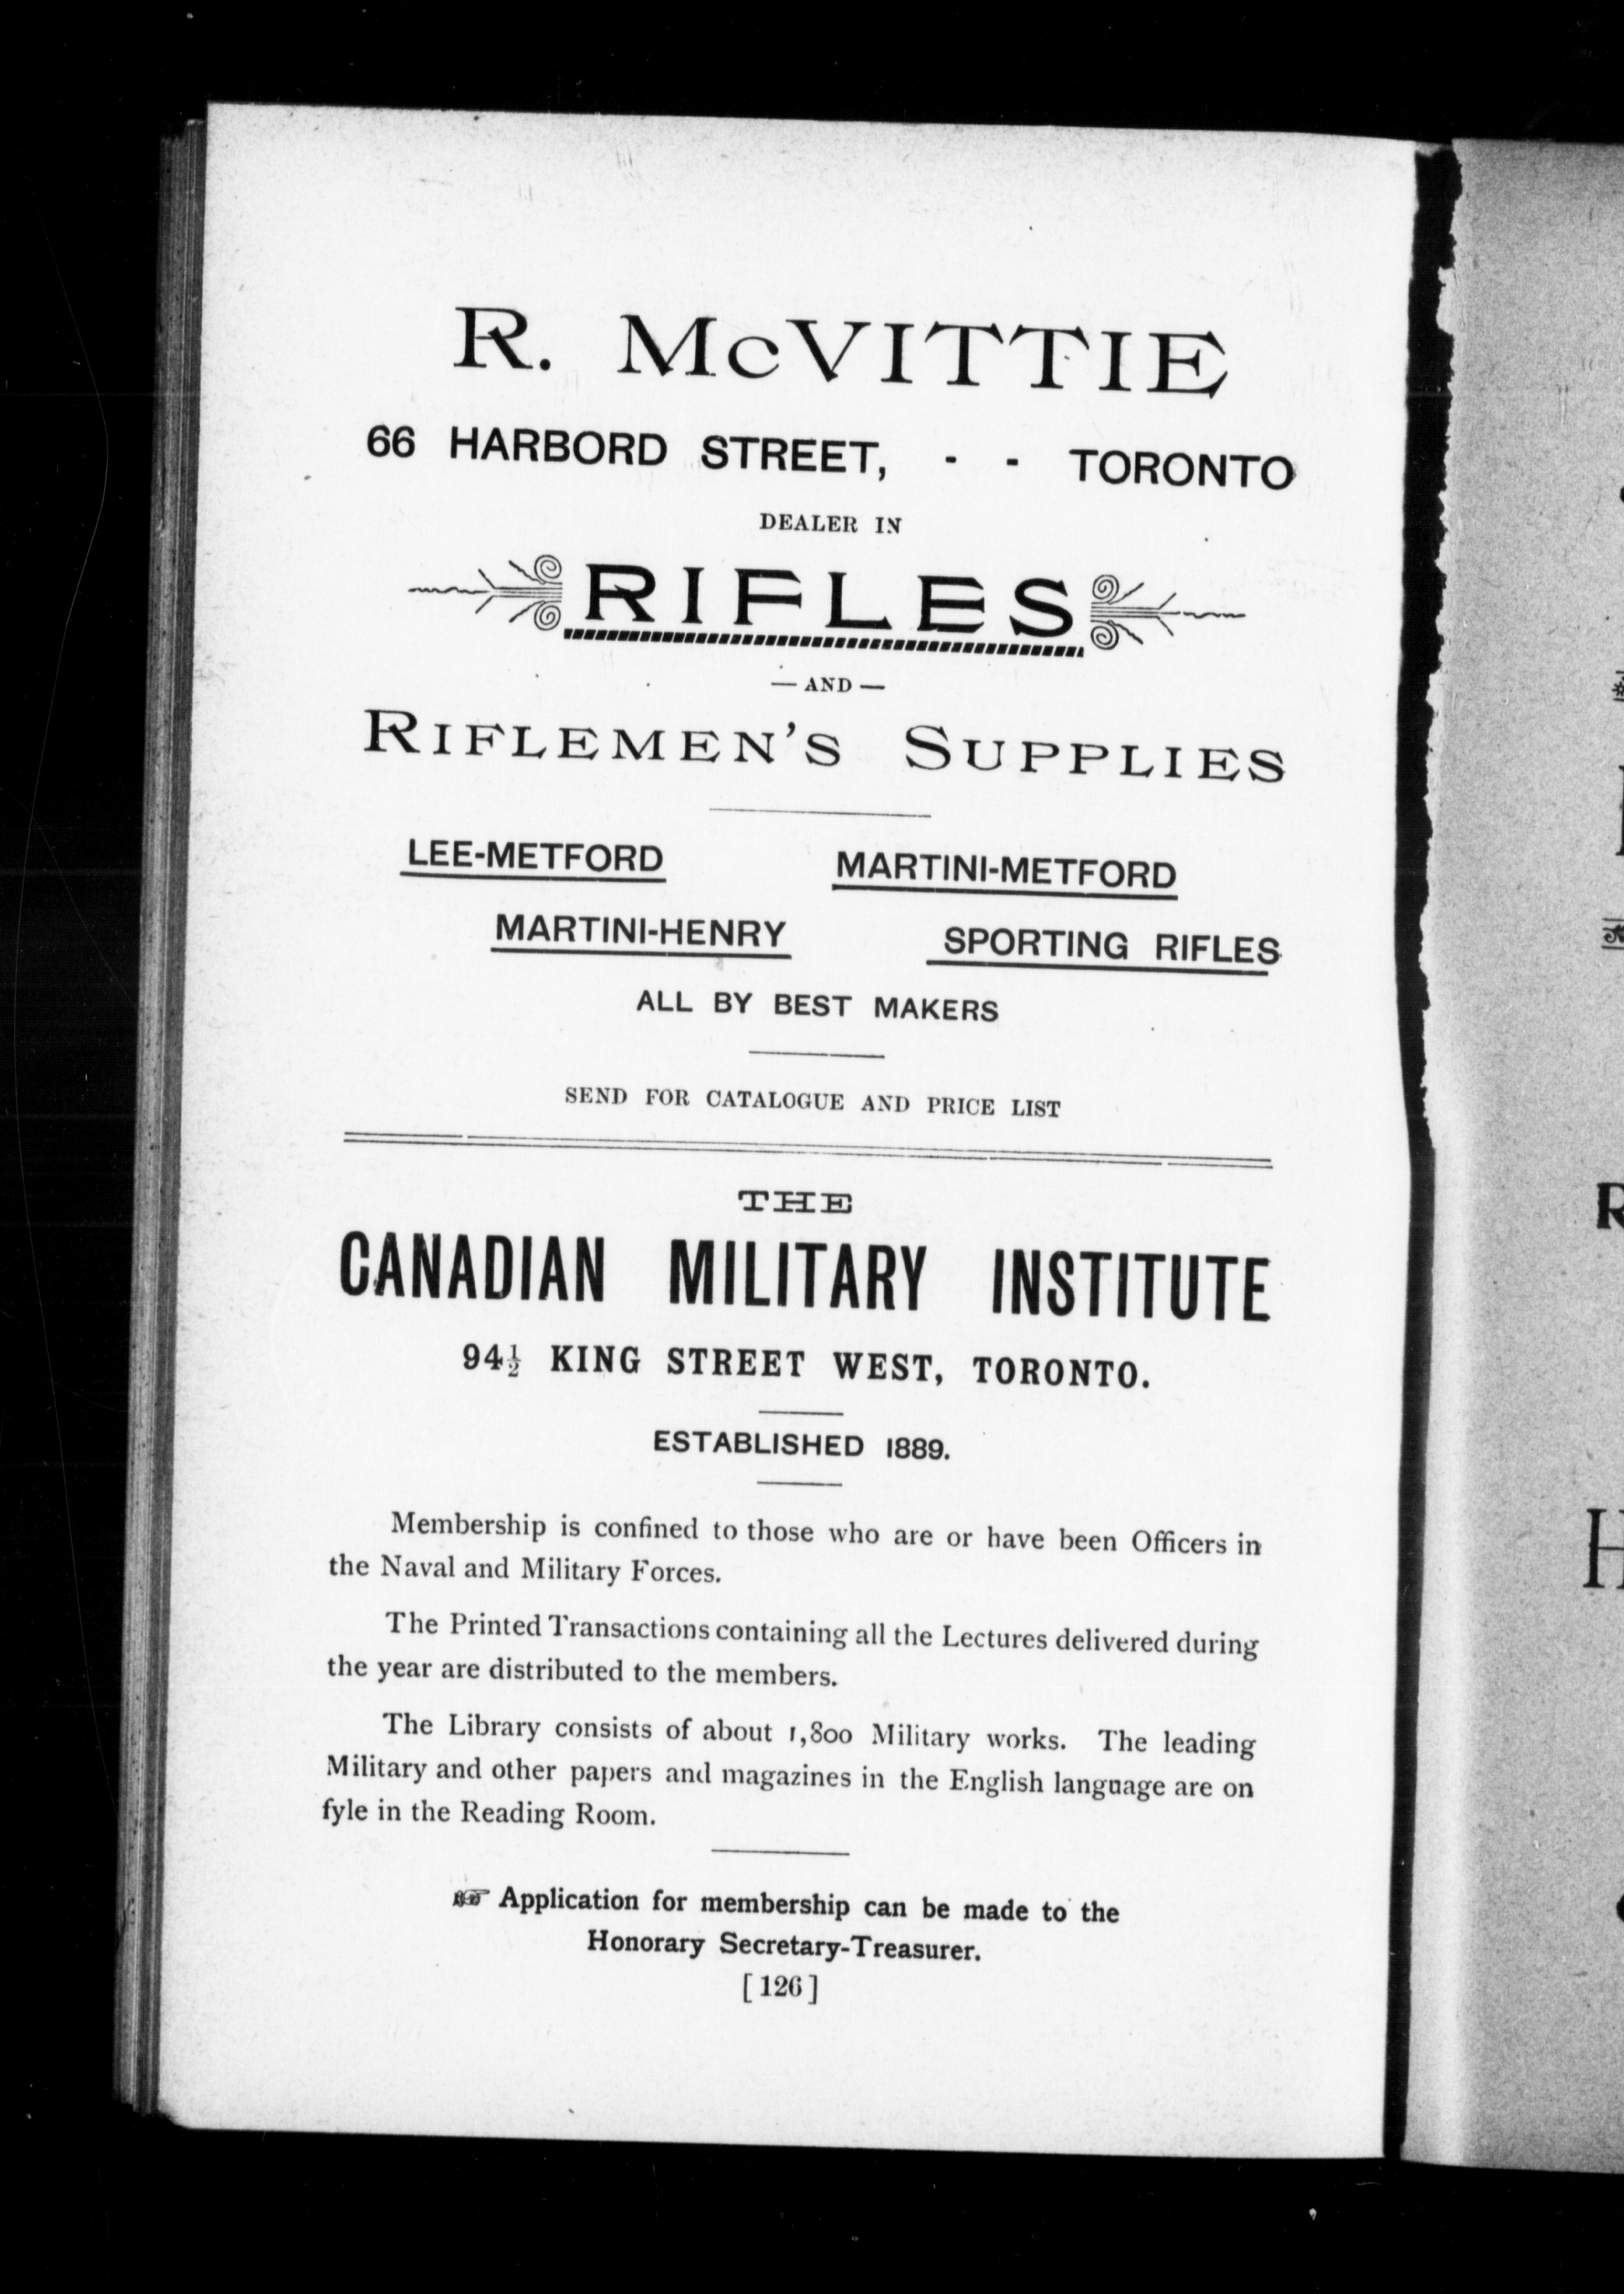 R. McVITTIE
66 HARBORD STREET, - - TORONTO
DEALER IN
RIFLES
— AND —
RIFLEMEN'S SUPPLIES
LEE-METFORD MARTINI-METFORD
MARTINI-HENRY SPORTING RIFLES
ALL BY BEST MAKERS
SEND FOR CATALOGUE AND PRICE LIST
THE
CANADIAN MILITARY INSTITUTE
94½ KING STREET WEST, TORONTO.
ESTABLISHED 1889.
Membership is confined to those who are or have been Officers in
the Naval and Military Forces.
The Printed Transactions containing all the Lectures delivered during
the year are distributed to the members.
The Library consists of about 1,800 Military works. The leading
Military and other papers and magazines in the English language are on
fyle in the Reading Room.
☞ Application for membership can be made to the
Honorary Secretary-Treasurer.
[ 126 ]